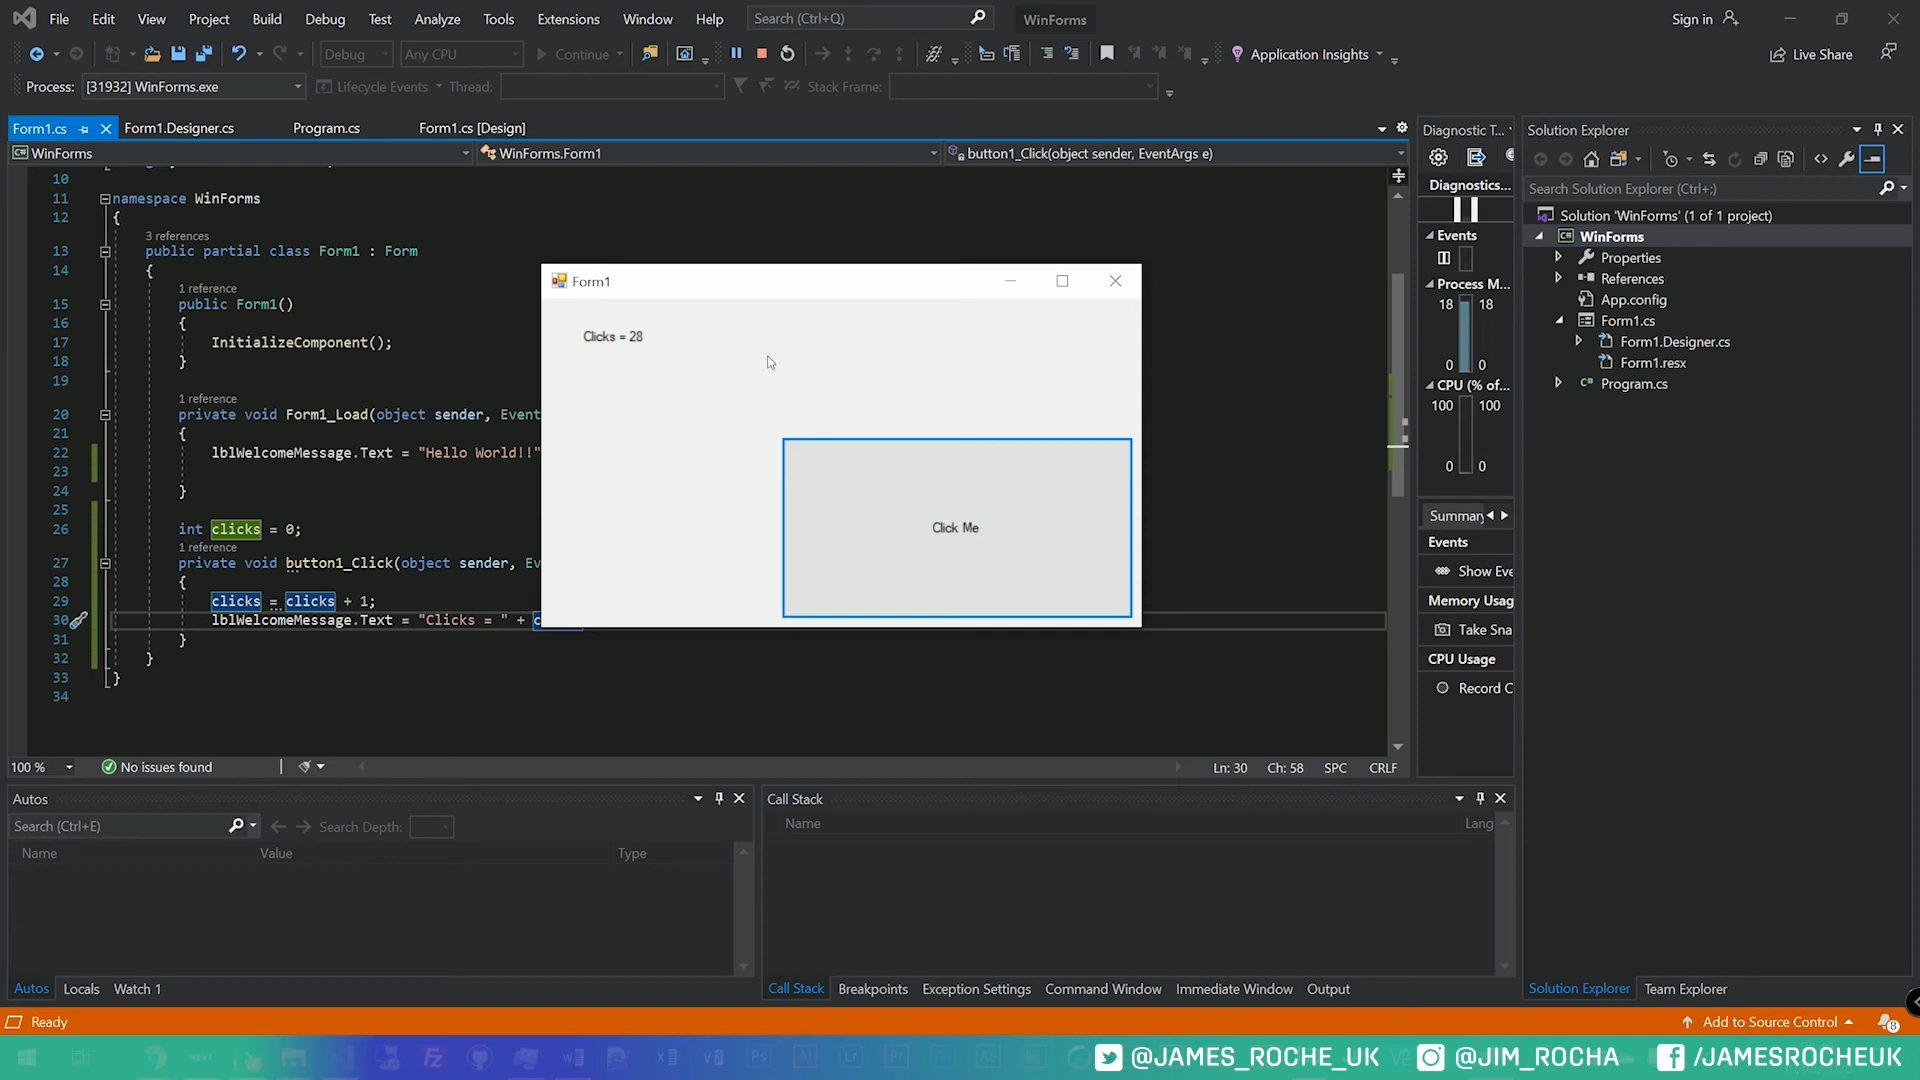 File Edit View Project Build Debug Test Analyze Tools Extensions Window Help Search (Ctrl+Q) WinForms Sign in
Debug Any CPU Continue Application Insights Live Share
Process: [31932] WinForms.exe Lifecycle Events Thread: Stack Frame:
Form1.cs Form1.Designer.cs Program.cs Form1.cs [Design]
WinForms WinForms.Form1 button1_Click(object sender, EventArgs e)
10
11 namespace WinForms
12 {
3 references
13 public partial class Form1 : Form
14 {
1 reference
15 public Form1()
16 {
17 InitializeComponent();
18 }
19
1 reference
20 private void Form1_Load(object sender, Event
21 {
22 lblWelcomeMessage.Text = "Hello World!!"
23
24 }
25
26 int clicks = 0;
1 reference
27 private void button1_Click(object sender, Ev
28 {
29 clicks = clicks + 1;
30 lblWelcomeMessage.Text = "Clicks = " + c
31 }
32 }
33 }
34
Form1
Clicks = 28
Click Me
100 % No issues found Ln: 30 Ch: 58 SPC CRLF
Diagnostic T...
Diagnostics...
Events
Process M...
18 18
0 0
CPU (% of...
100 100
0 0
Summary
Events
Show Eve
Memory Usag
Take Sna
CPU Usage
Record C
Solution Explorer
Search Solution Explorer (Ctrl+;)
Solution 'WinForms' (1 of 1 project)
C# WinForms
Properties
References
App.config
Form1.cs
Form1.Designer.cs
Form1.resx
C# Program.cs
Autos
Search (Ctrl+E) Search Depth:
Name Value Type
Autos Locals Watch 1
Call Stack
Name Lang
Call Stack Breakpoints Exception Settings Command Window Immediate Window Output
Solution Explorer Team Explorer
Ready Add to Source Control 8
@JAMES_ROCHE_UK @JIM_ROCHA /JAMESROCHEUK